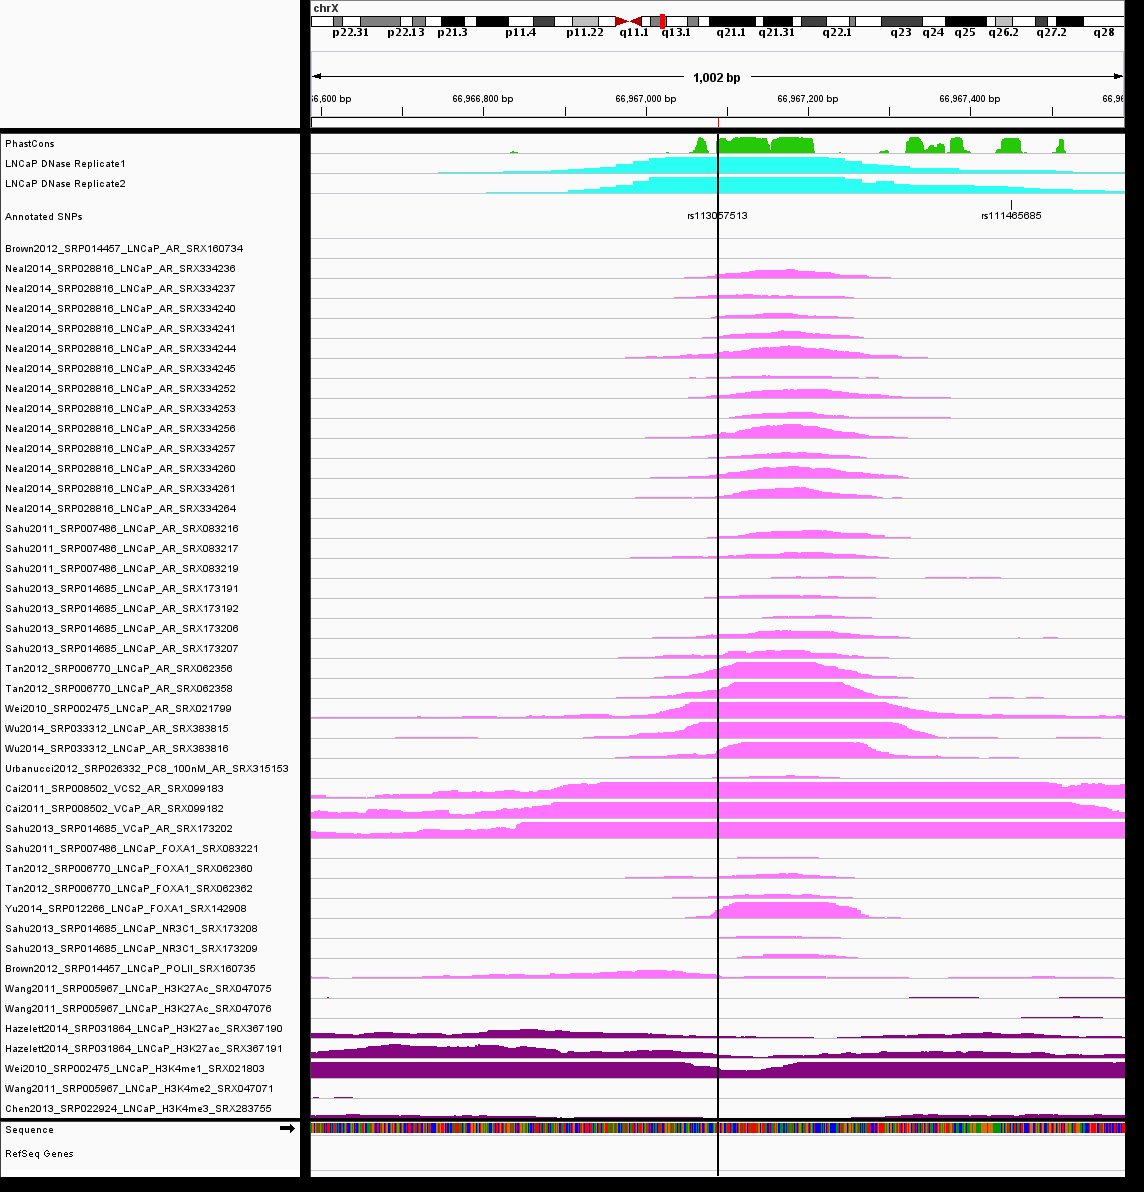 chrX
p22.31 p22.13 p21.3 p11.4 p11.22 q11.1 q13.1 q21.1 q21.31 q22.1 q23 q24 q25 q26.2 q27.2 q28
1,002 bp
66,966,800 bp 66,967,000 bp 66,967,200 bp 66,967,400 bp
PhastCons
LNCaP DNase Replicate1
LNCaP DNase Replicate2
Annotated SNPs rs113057513 rs111465685
Brown2012_SRP014457_LNCaP_AR_SRX160734
Neal2014_SRP028816_LNCaP_AR_SRX334236
Neal2014_SRP028816_LNCaP_AR_SRX334237
Neal2014_SRP028816_LNCaP_AR_SRX334240
Neal2014_SRP028816_LNCaP_AR_SRX334241
Neal2014_SRP028816_LNCaP_AR_SRX334244
Neal2014_SRP028816_LNCaP_AR_SRX334245
Neal2014_SRP028816_LNCaP_AR_SRX334252
Neal2014_SRP028816_LNCaP_AR_SRX334253
Neal2014_SRP028816_LNCaP_AR_SRX334256
Neal2014_SRP028816_LNCaP_AR_SRX334257
Neal2014_SRP028816_LNCaP_AR_SRX334260
Neal2014_SRP028816_LNCaP_AR_SRX334261
Neal2014_SRP028816_LNCaP_AR_SRX334264
Sahu2011_SRP007486_LNCaP_AR_SRX083216
Sahu2011_SRP007486_LNCaP_AR_SRX083217
Sahu2011_SRP007486_LNCaP_AR_SRX083219
Sahu2013_SRP014685_LNCaP_AR_SRX173191
Sahu2013_SRP014685_LNCaP_AR_SRX173192
Sahu2013_SRP014685_LNCaP_AR_SRX173206
Sahu2013_SRP014685_LNCaP_AR_SRX173207
Tan2012_SRP006770_LNCaP_AR_SRX062356
Tan2012_SRP006770_LNCaP_AR_SRX062358
Wei2010_SRP002475_LNCaP_AR_SRX021799
Wu2014_SRP033312_LNCaP_AR_SRX383815
Wu2014_SRP033312_LNCaP_AR_SRX383816
Urbanucci2012_SRP026332_PC8_100nM_AR_SRX315153
Cai2011_SRP008502_VCS2_AR_SRX099183
Cai2011_SRP008502_VCaP_AR_SRX099182
Sahu2013_SRP014685_VCaP_AR_SRX173202
Sahu2011_SRP007486_LNCaP_FOXA1_SRX083221
Tan2012_SRP006770_LNCaP_FOXA1_SRX062360
Tan2012_SRP006770_LNCaP_FOXA1_SRX062362
Yu2014_SRP012266_LNCaP_FOXA1_SRX142908
Sahu2013_SRP014685_LNCaP_NR3C1_SRX173208
Sahu2013_SRP014685_LNCaP_NR3C1_SRX173209
Brown2012_SRP014457_LNCaP_POLII_SRX160735
Wang2011_SRP005967_LNCaP_H3K27Ac_SRX047075
Wang2011_SRP005967_LNCaP_H3K27Ac_SRX047076
Hazelett2014_SRP031864_LNCaP_H3K27ac_SRX367190
Hazelett2014_SRP031864_LNCaP_H3K27ac_SRX367191
Wei2010_SRP002475_LNCaP_H3K4me1_SRX021803
Wang2011_SRP005967_LNCaP_H3K4me2_SRX047071
Chen2013_SRP022924_LNCaP_H3K4me3_SRX283755
Sequence
RefSeq Genes